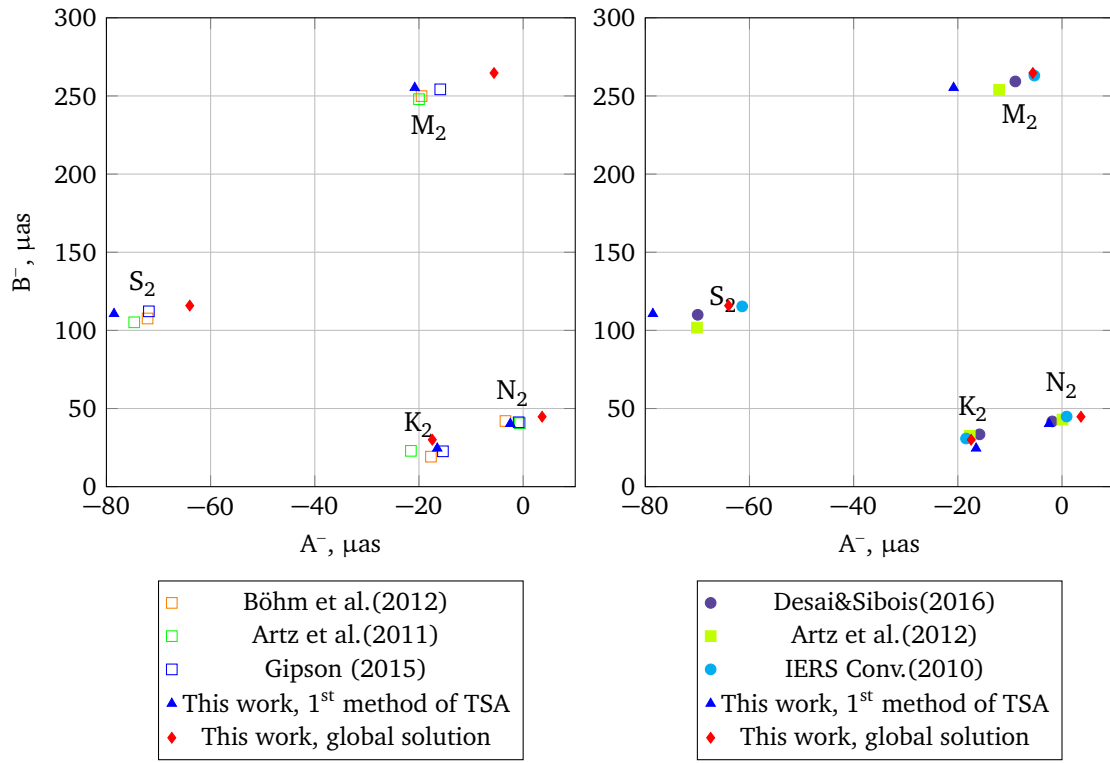 300
250
200
150
100
50
0
B⁻, µas
M₂
S₂
N₂
K₂
−80
−60
−40
−20
0
A⁻, µas
Böhm et al.(2012)
Artz et al.(2011)
Gipson (2015)
This work, 1ˢᵗ method of TSA
This work, global solution
300
250
200
150
100
50
0
M₂
S₂
N₂
K₂
−80
−60
−40
−20
0
A⁻, µas
Desai&Sibois(2016)
Artz et al.(2012)
IERS Conv.(2010)
This work, 1ˢᵗ method of TSA
This work, global solution